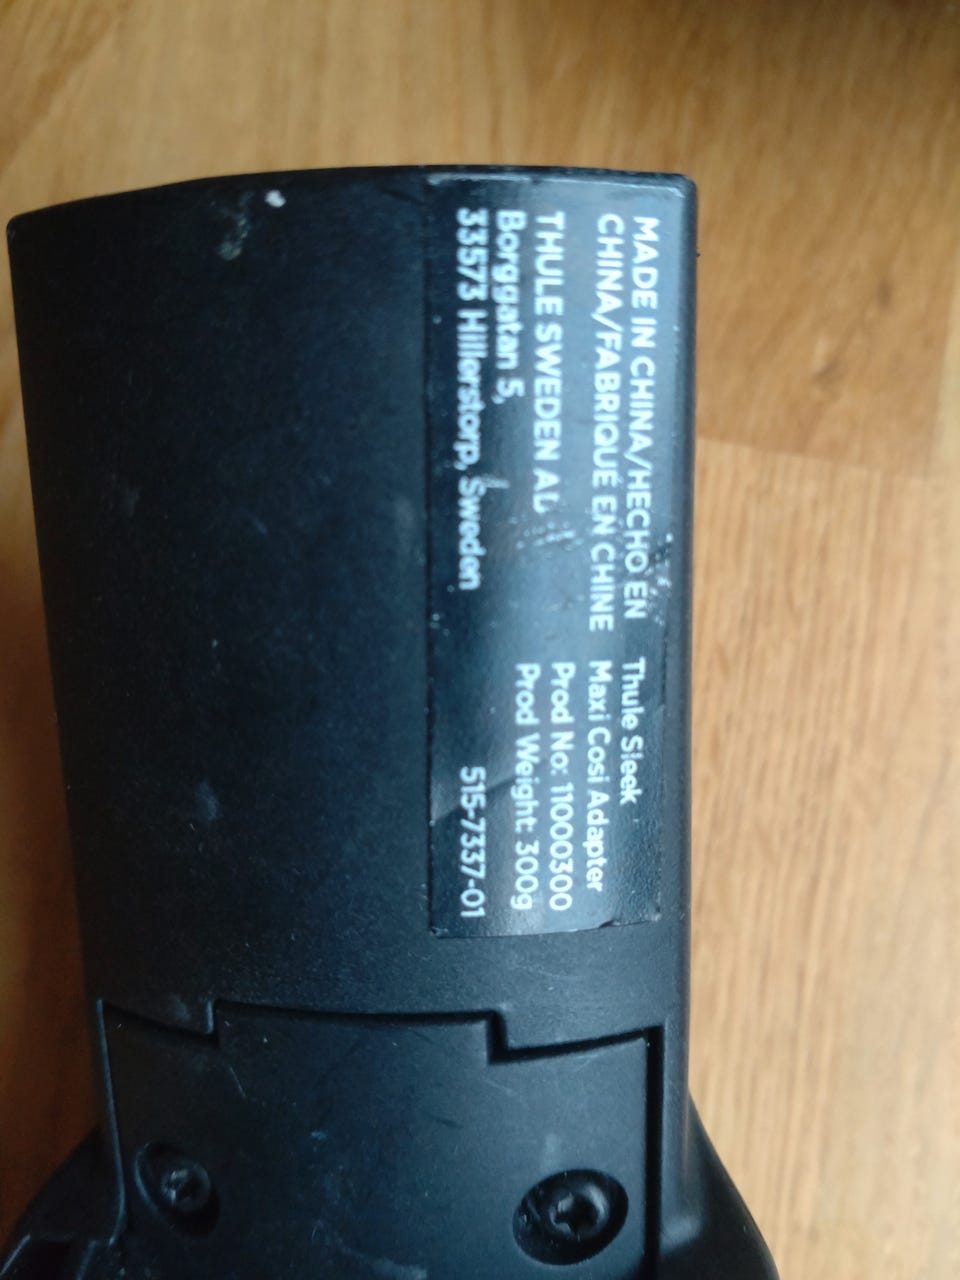 MADE IN CHINA/HECHO EN
CHINA/FABRIQUÉ EN CHINE
THULE SWEDEN
Borggatan 5,
33573 Hillerstorp, Sweden
Thule Sleek
Maxi Cosi Adapter
Prod No: 11000300
Prod Weight: 300g
515-7337-01